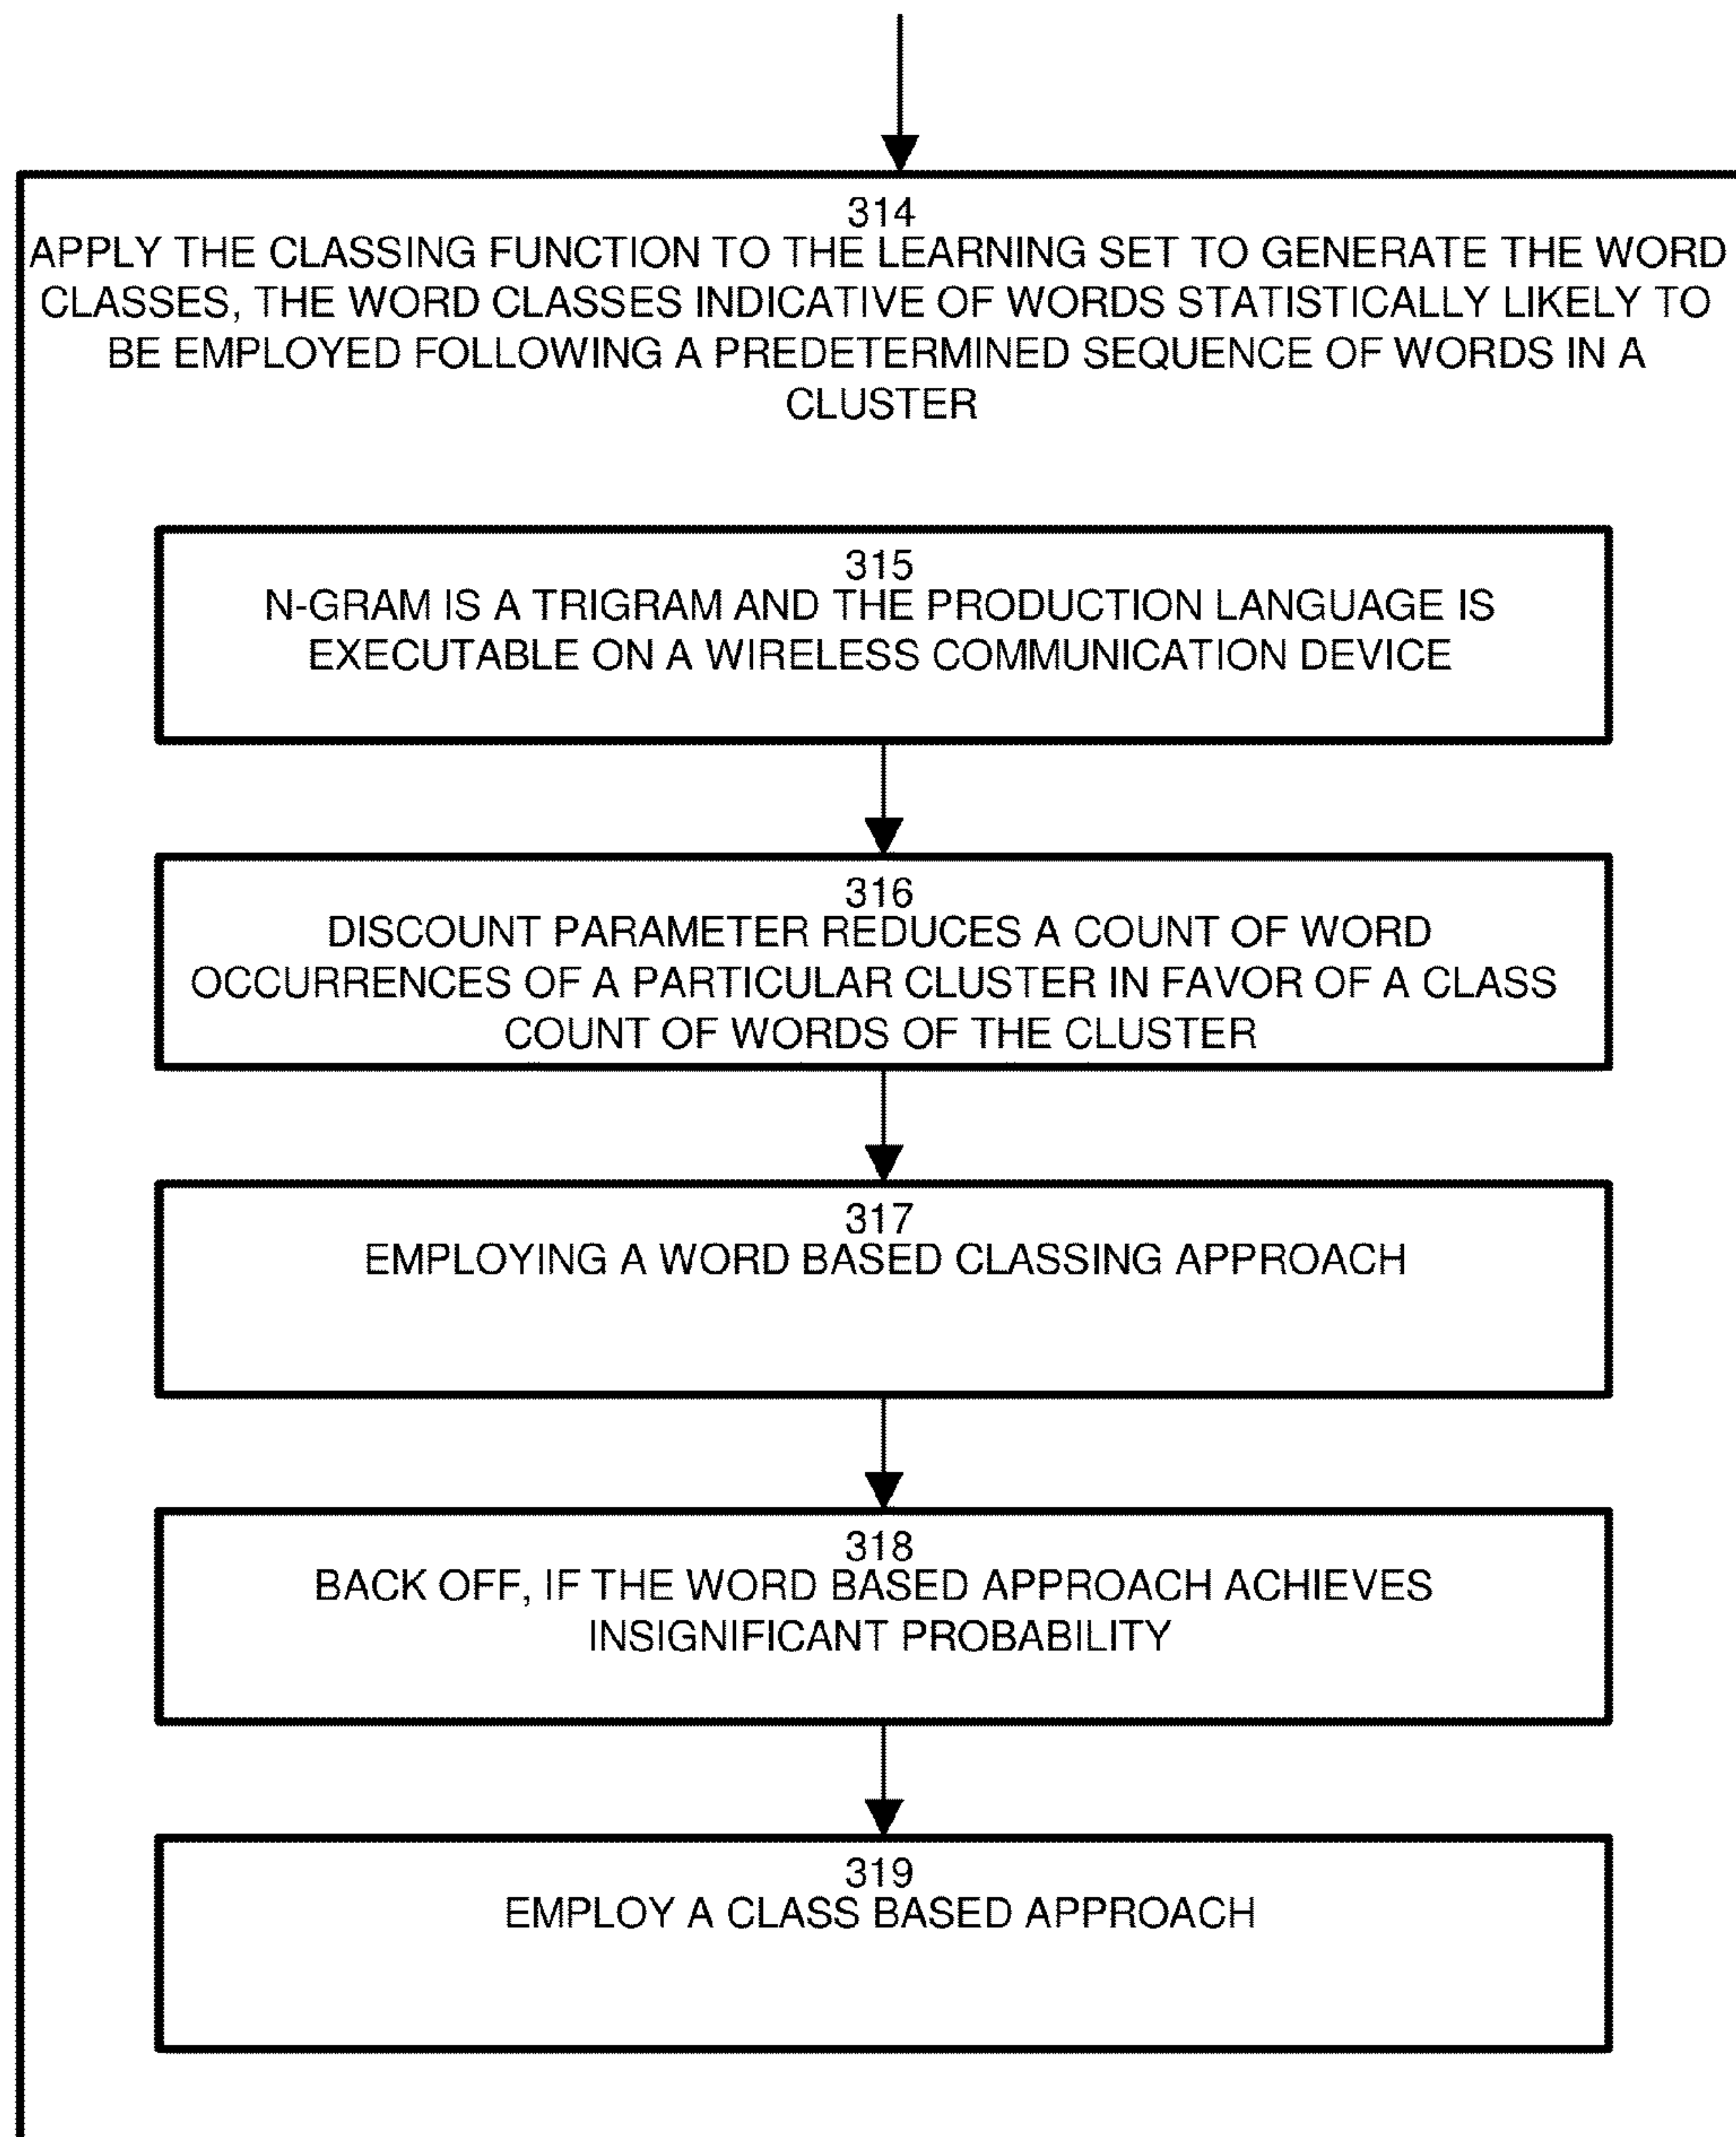 314
APPLY THE CLASSING FUNCTION TO THE LEARNING SET TO GENERATE THE WORD
CLASSES, THE WORD CLASSES INDICATIVE OF WORDS STATISTICALLY LIKELY TO
BE EMPLOYED FOLLOWING A PREDETERMINED SEQUENCE OF WORDS IN A
CLUSTER
315
N-GRAM IS A TRIGRAM AND THE PRODUCTION LANGUAGE IS
EXECUTABLE ON A WIRELESS COMMUNICATION DEVICE
316
DISCOUNT PARAMETER REDUCES A COUNT OF WORD
OCCURRENCES OF A PARTICULAR CLUSTER IN FAVOR OF A CLASS
COUNT OF WORDS OF THE CLUSTER
317
EMPLOYING A WORD BASED CLASSING APPROACH
318
BACK OFF, IF THE WORD BASED APPROACH ACHIEVES
INSIGNIFICANT PROBABILITY
319
EMPLOY A CLASS BASED APPROACH